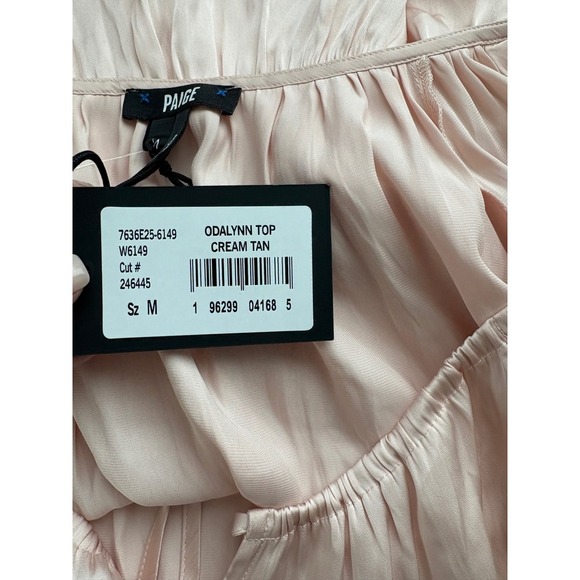 PAIGE
7636E25-6149
W6149
Cut #
246445
Sz M
ODALYNN TOP
CREAM TAN
1 96299 04168 5